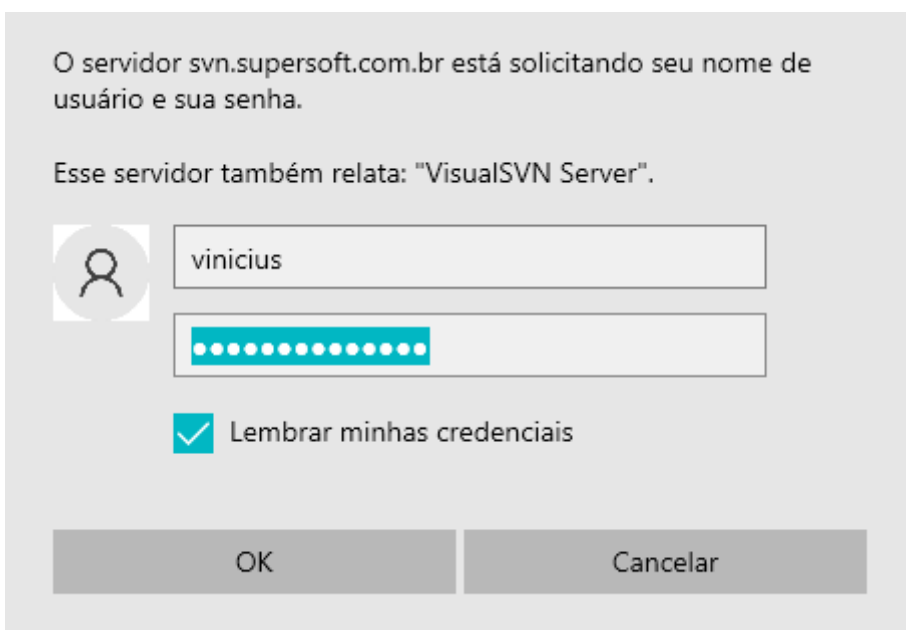 O servidor svn.supersoft.com.br está solicitando seu nome de
usuário e sua senha.
Esse servidor também relata: "VisualSVN Server".
vinicius
●●●●●●●●●●●●●●
Lembrar minhas credenciais
OK
Cancelar